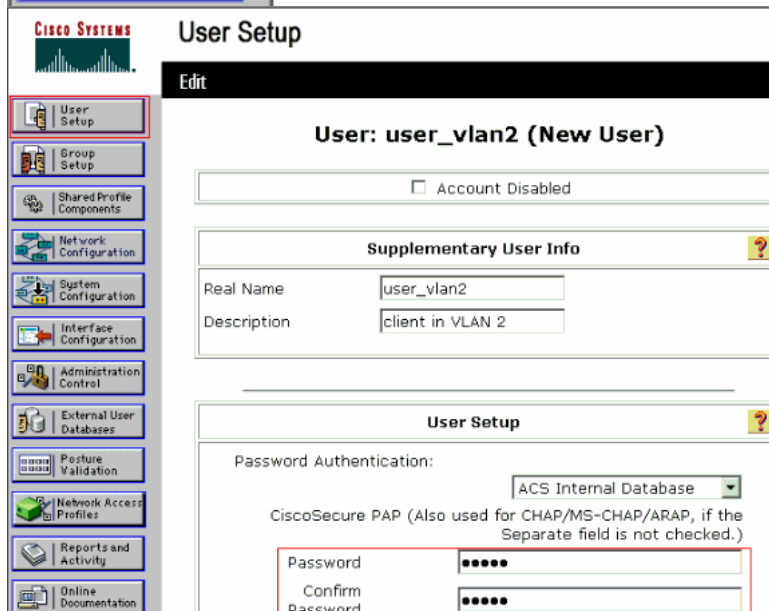 CISCO SYSTEMS
User Setup
Edit
User
Setup
Group
Setup
Shared Profile
Components
Network
Configuration
System
Configuration
Interface
Configuration
Administration
Control
External User
Databases
Posture
Validation
Network Access
Profiles
Reports and
Activity
Online
Documentation
User: user_vlan2 (New User)
Account Disabled
Supplementary User Info
?
Real Name user_vlan2
Description client in VLAN 2
User Setup
?
Password Authentication:
ACS Internal Database
CiscoSecure PAP (Also used for CHAP/MS-CHAP/ARAP, if the
Separate field is not checked.)
Password •••••
Confirm
Password •••••